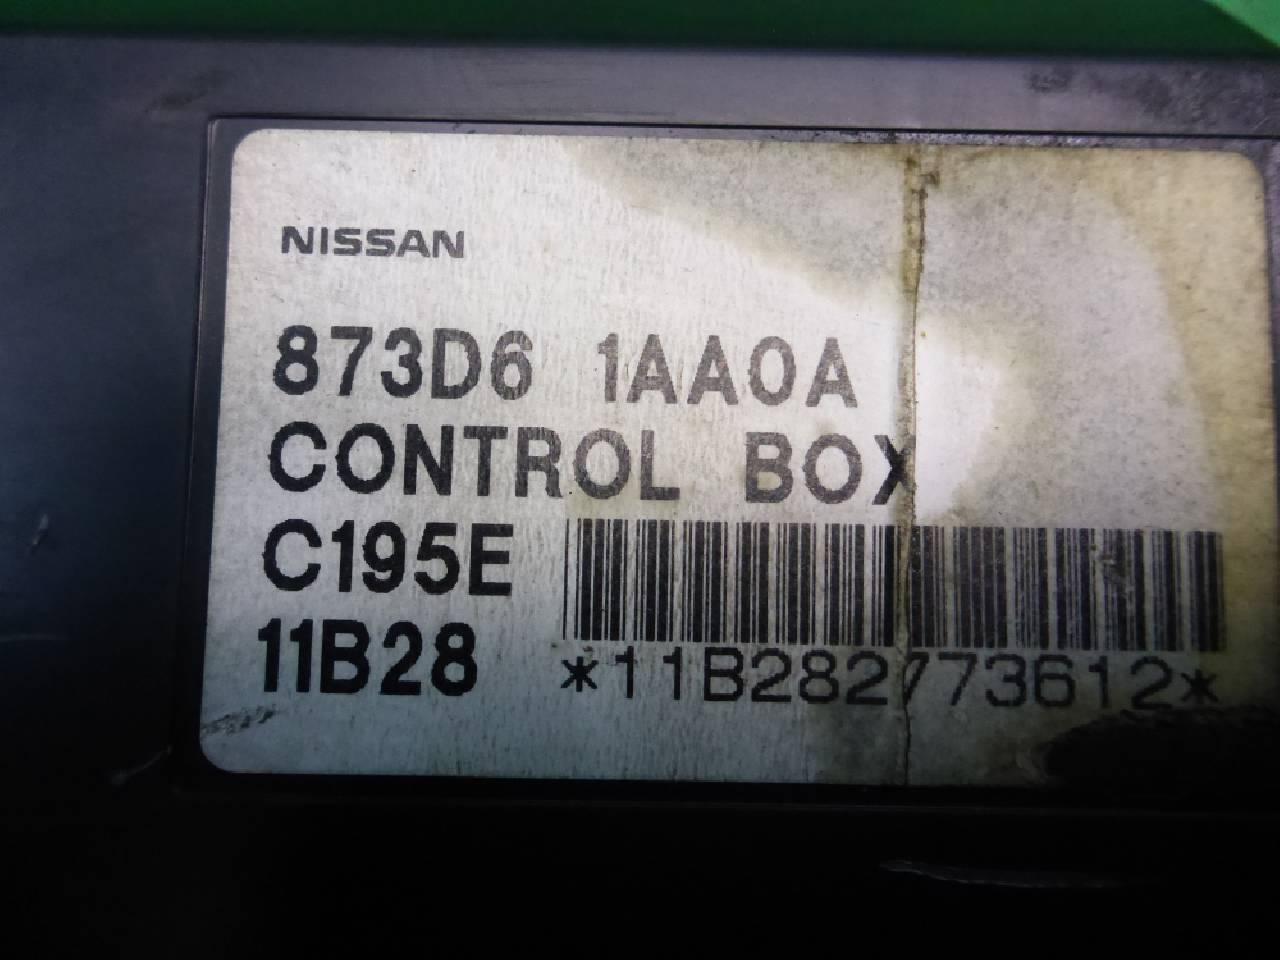 NISSAN
873D6 1AA0A
CONTROL BOX
C195E
11B28
*11B282773612*